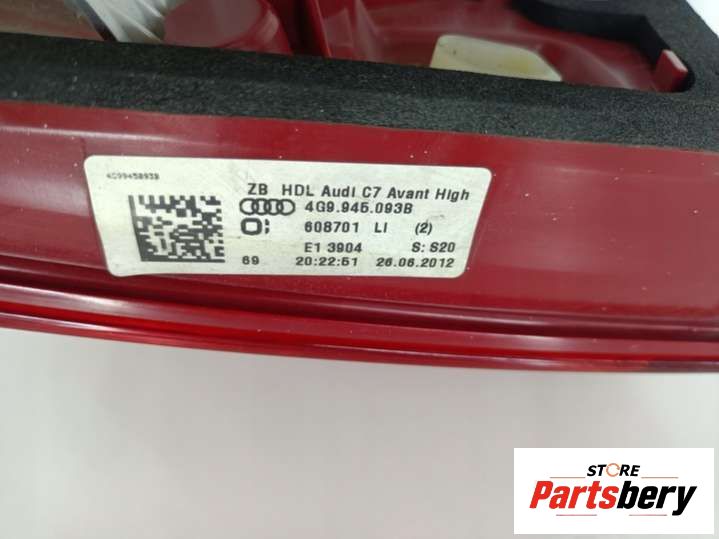 4G9945093B
ZB HDL Audi C7 Avant High
4G9.945.093B
608701 LI (2)
E1 3904 S: S20
69 20:22:51 26.06.2012
STORE
Partsbery